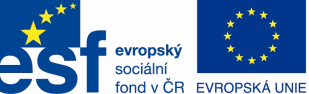 esf
evropský
sociální
fond v ČR
EVROPSKÁ UNIE